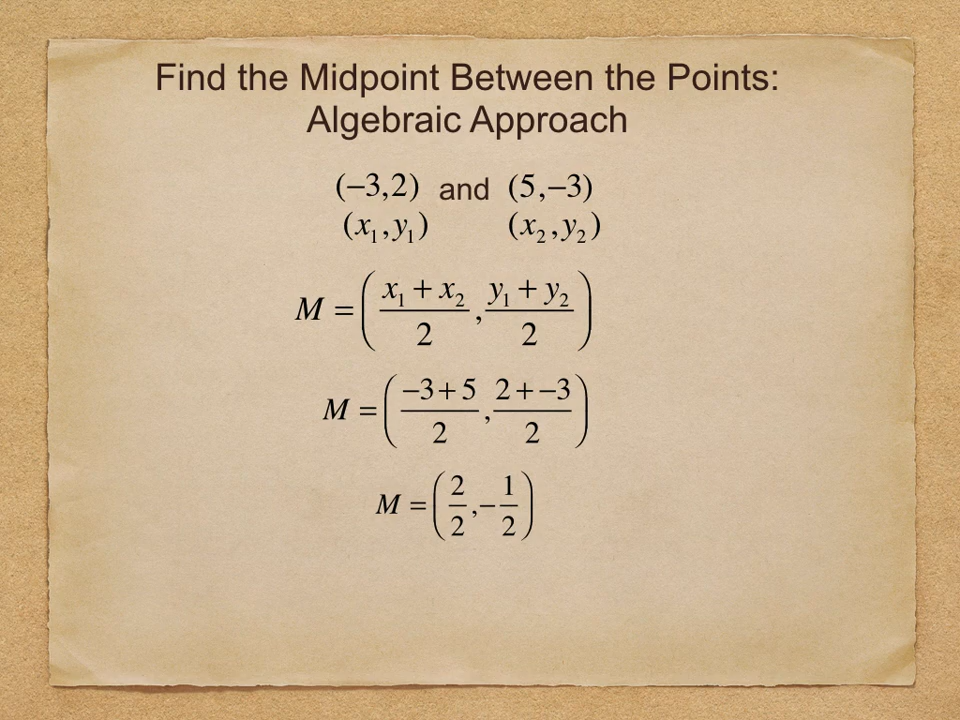 Find the Midpoint Between the Points:
Algebraic Approach
(−3,2) and (5,−3)
(x₁,y₁) (x₂,y₂)
M = ( (x₁ + x₂)/2 , (y₁ + y₂)/2 )
M = ( (−3+5)/2 , (2+−3)/2 )
M = ( 2/2 ,− 1/2 )